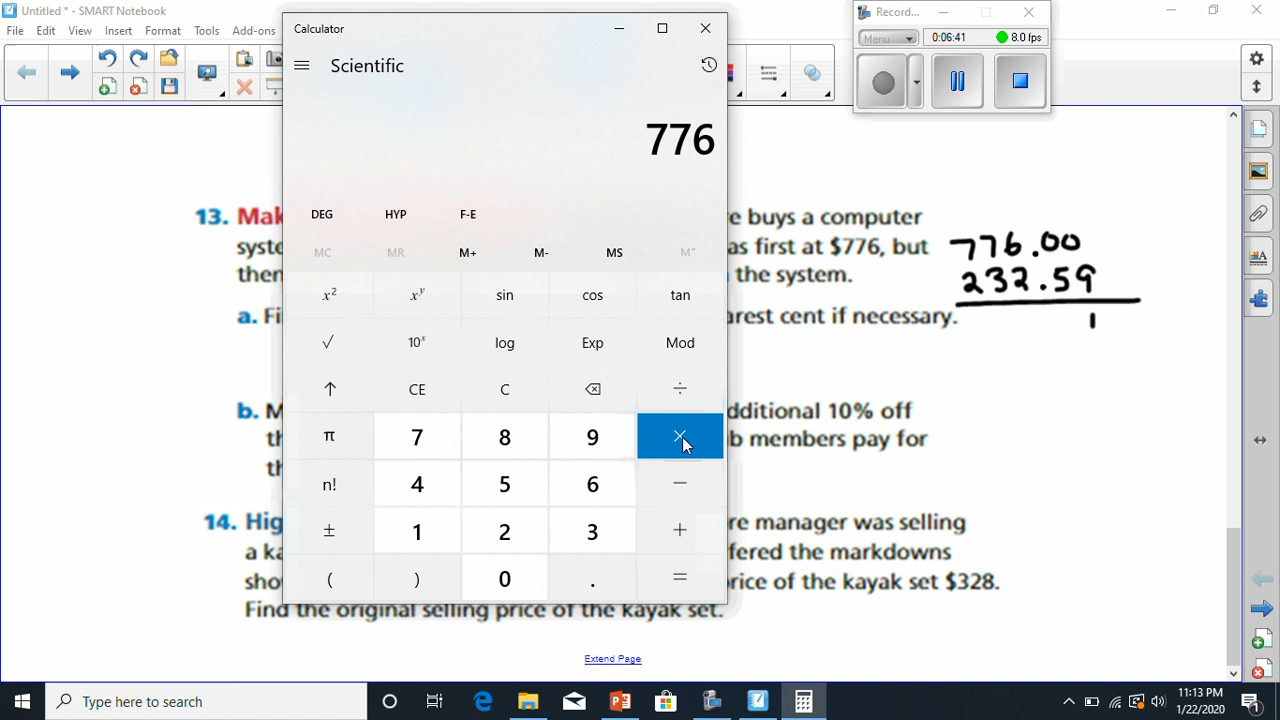 Untitled * - SMART Notebook
File Edit View Insert Format Tools Add-ons
Calculator
Scientific
776
DEG HYP F-E
MC MR M+ M- MS M˅
x² xʸ sin cos tan
√ 10ˣ log Exp Mod
↑ CE C ⌫ ÷
π 7 8 9 ×
n! 4 5 6 −
± 1 2 3 +
( ) 0 . =
Record...
Menu 0:06:41 8.0 fps
13. Mak re buys a computer
syste as first at $776, but
then the system.
a. Fi arest cent if necessary.
b. M dditional 10% off
th b members pay for
th
14. Hig re manager was selling
a ka fered the markdowns
sho price of the kayak set $328.
Find the original selling price of the kayak set.
776.00
232.59
1
Extend Page
Type here to search
11:13 PM
1/22/2020
1